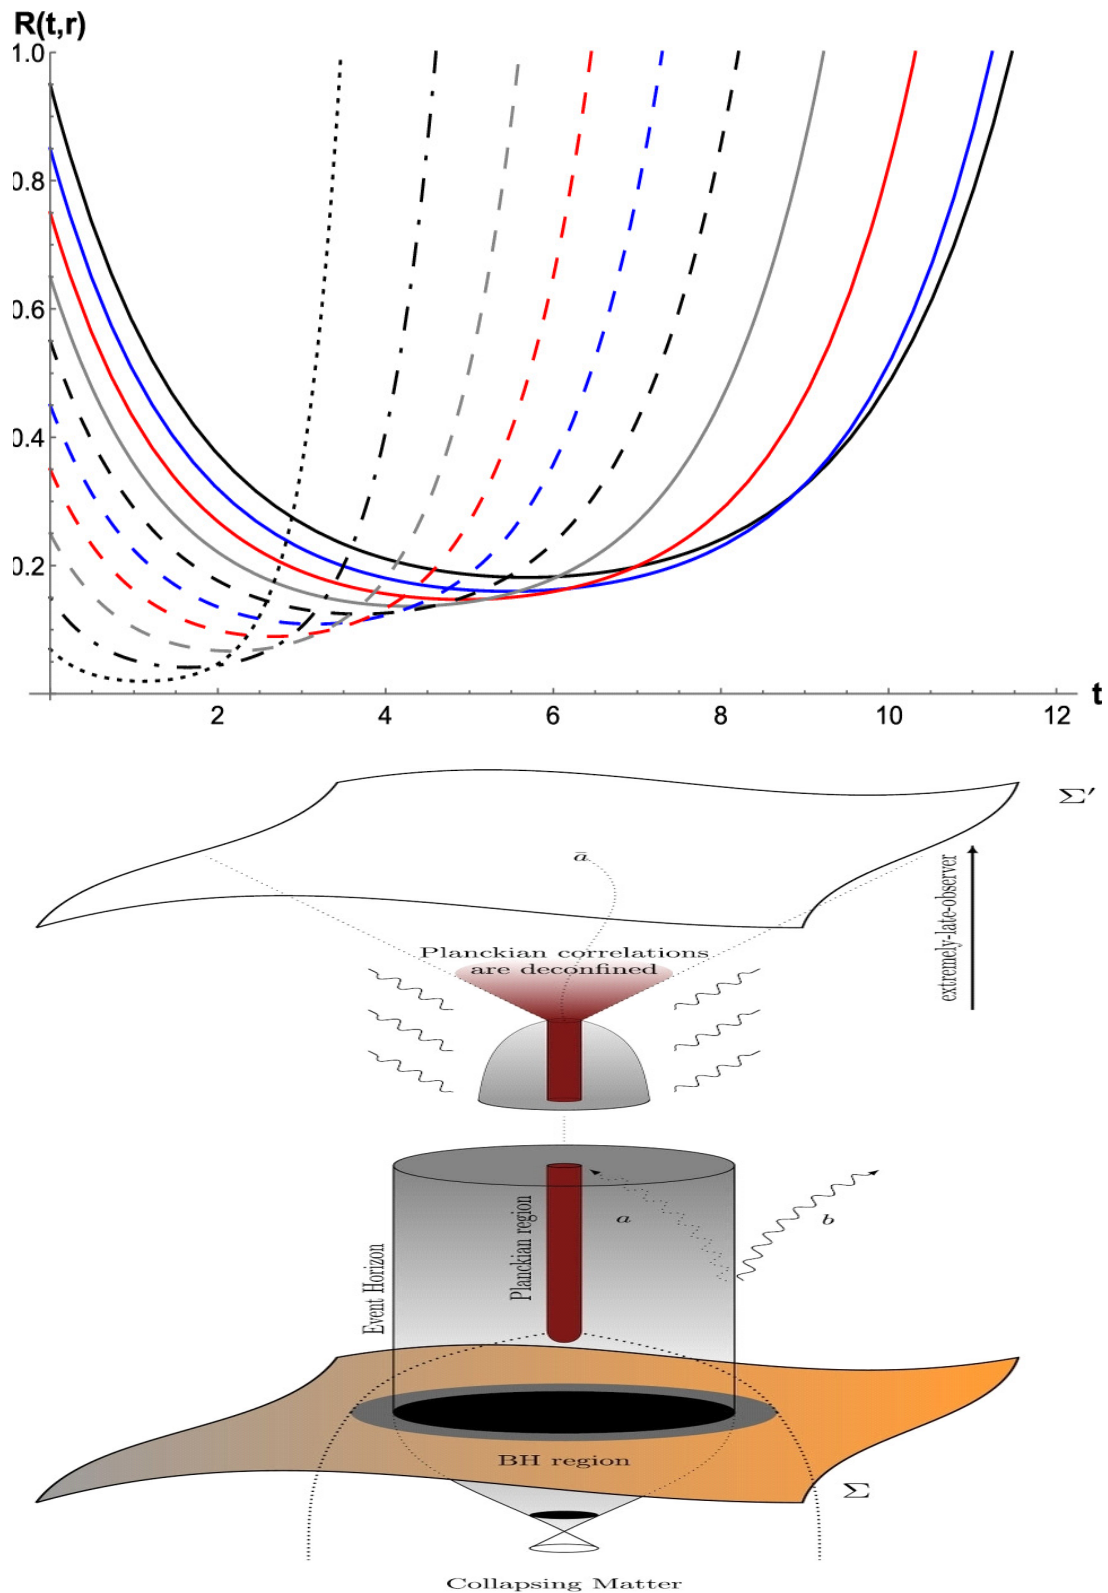 R(t,r)
1.0
0.8
0.6
0.4
0.2
2
4
6
8
10
12
t
Σ′
ā
extremely-late-observer
Planckian correlations
are deconfined
Event Horizon
Planckian region
a
b
BH region
Σ
Collapsing Matter